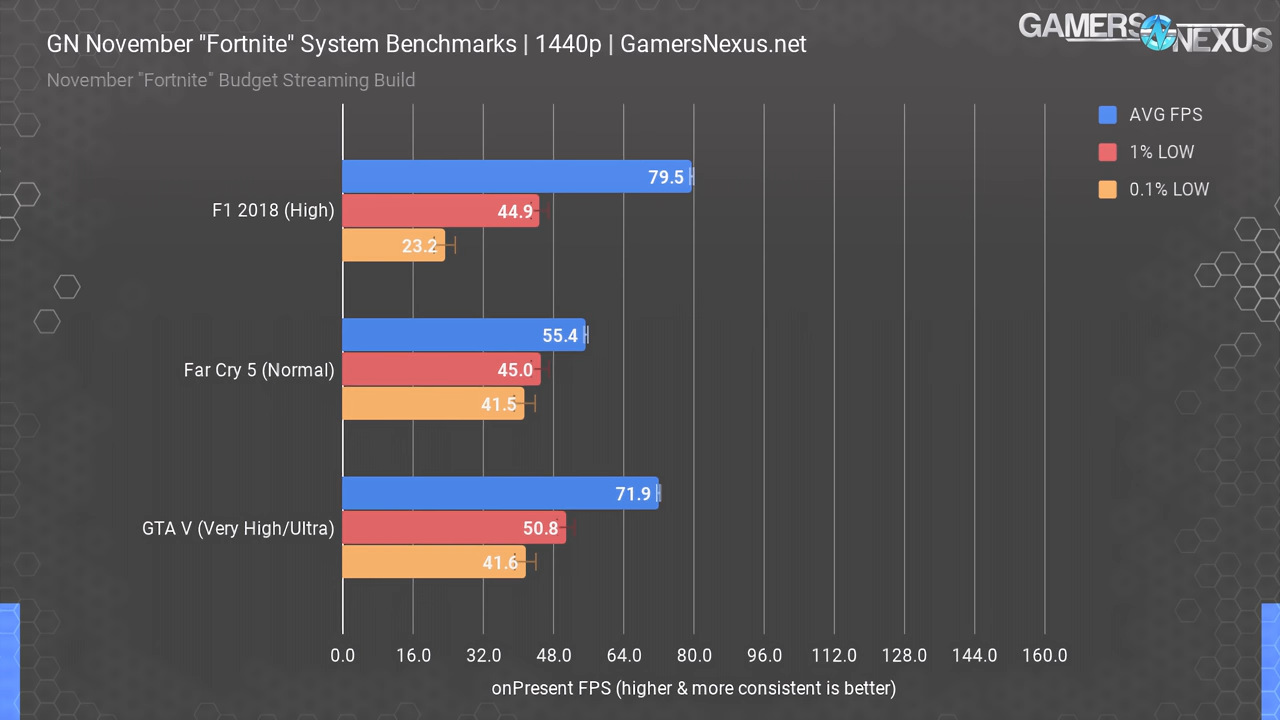 GN November "Fortnite" System Benchmarks | 1440p | GamersNexus.net
GAMERS NEXUS
November "Fortnite" Budget Streaming Build
AVG FPS
1% LOW
0.1% LOW
79.5
F1 2018 (High)
44.9
23.2
55.4
Far Cry 5 (Normal)
45.0
41.5
71.9
GTA V (Very High/Ultra)
50.8
41.6
0.0 16.0 32.0 48.0 64.0 80.0 96.0 112.0 128.0 144.0 160.0
onPresent FPS (higher & more consistent is better)